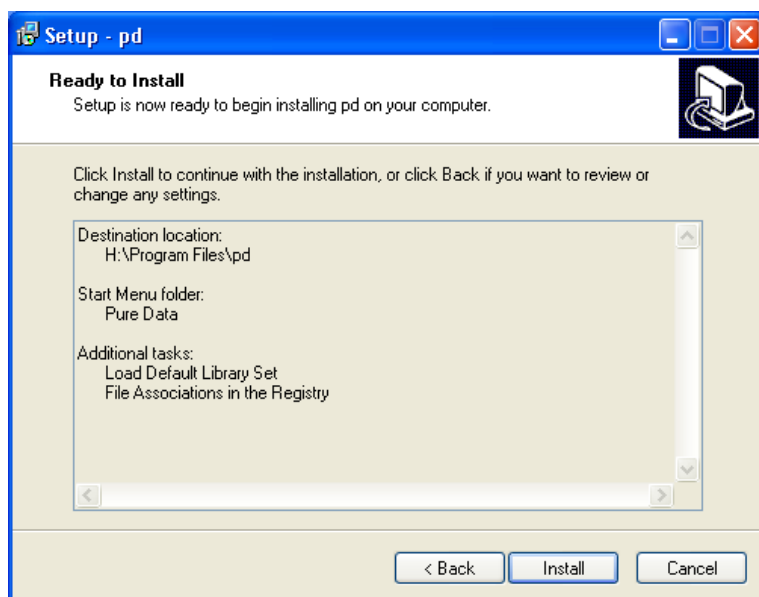 Setup - pd
Ready to Install
Setup is now ready to begin installing pd on your computer.
Click Install to continue with the installation, or click Back if you want to review or
change any settings.
Destination location:
H:\Program Files\pd
Start Menu folder:
Pure Data
Additional tasks:
Load Default Library Set
File Associations in the Registry
< Back
Install
Cancel